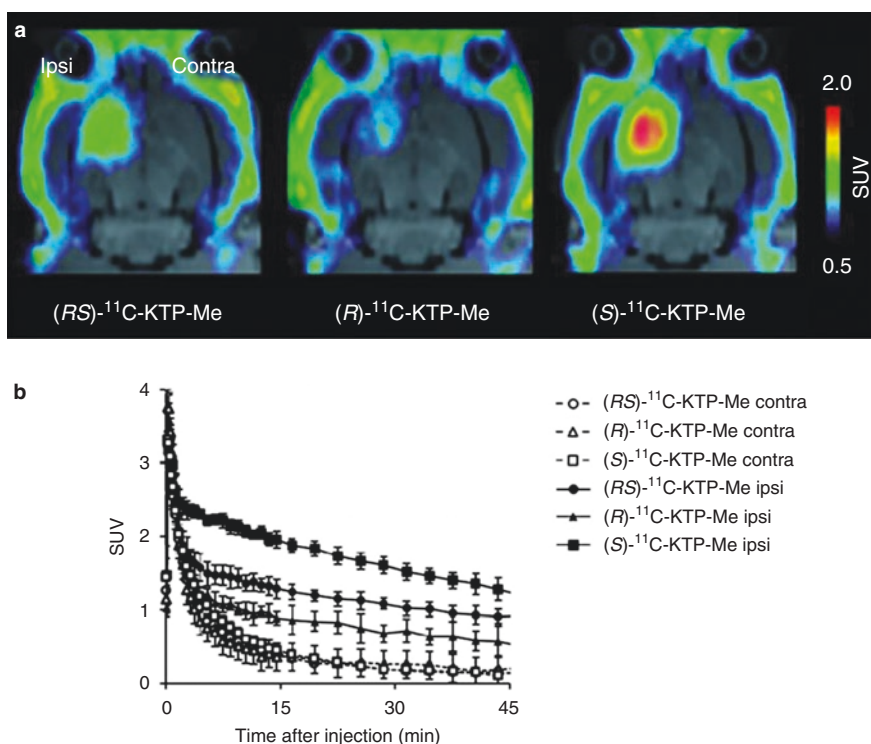 a
Ipsi Contra
2.0
SUV
0.5
(RS)-¹¹C-KTP-Me (R)-¹¹C-KTP-Me (S)-¹¹C-KTP-Me
b
4
3
2
1
0
SUV
0 15 30 45
Time after injection (min)
(RS)-¹¹C-KTP-Me contra
(R)-¹¹C-KTP-Me contra
(S)-¹¹C-KTP-Me contra
(RS)-¹¹C-KTP-Me ipsi
(R)-¹¹C-KTP-Me ipsi
(S)-¹¹C-KTP-Me ipsi